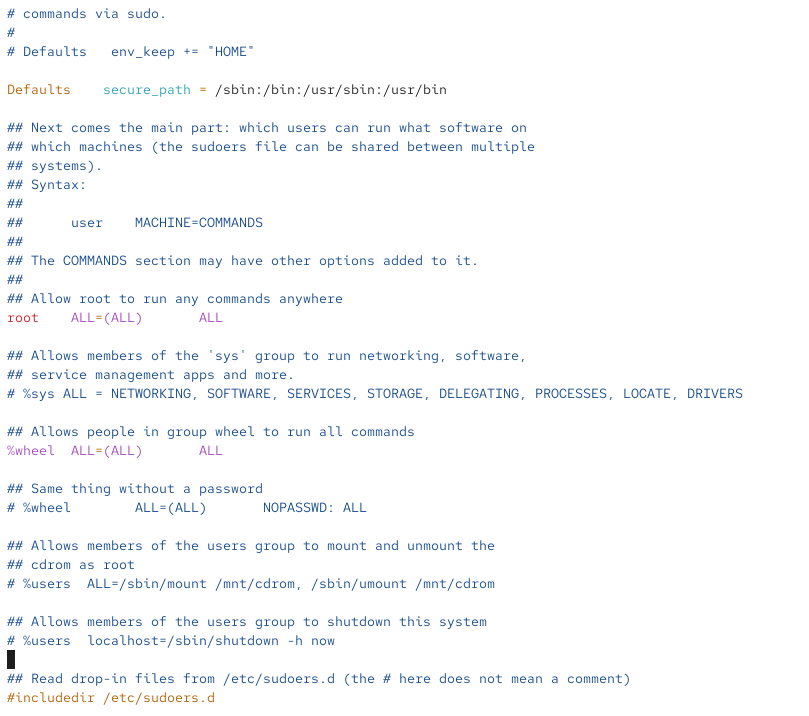 # commands via sudo.
#
# Defaults   env_keep += "HOME"

Defaults    secure_path = /sbin:/bin:/usr/sbin:/usr/bin

## Next comes the main part: which users can run what software on
## which machines (the sudoers file can be shared between multiple
## systems).
## Syntax:
##
##      user    MACHINE=COMMANDS
##
## The COMMANDS section may have other options added to it.
##
## Allow root to run any commands anywhere
root    ALL=(ALL)       ALL

## Allows members of the 'sys' group to run networking, software,
## service management apps and more.
# %sys ALL = NETWORKING, SOFTWARE, SERVICES, STORAGE, DELEGATING, PROCESSES, LOCATE, DRIVERS

## Allows people in group wheel to run all commands
%wheel  ALL=(ALL)       ALL

## Same thing without a password
# %wheel        ALL=(ALL)       NOPASSWD: ALL

## Allows members of the users group to mount and unmount the
## cdrom as root
# %users  ALL=/sbin/mount /mnt/cdrom, /sbin/umount /mnt/cdrom

## Allows members of the users group to shutdown this system
# %users  localhost=/sbin/shutdown -h now

## Read drop-in files from /etc/sudoers.d (the # here does not mean a comment)
#includedir /etc/sudoers.d